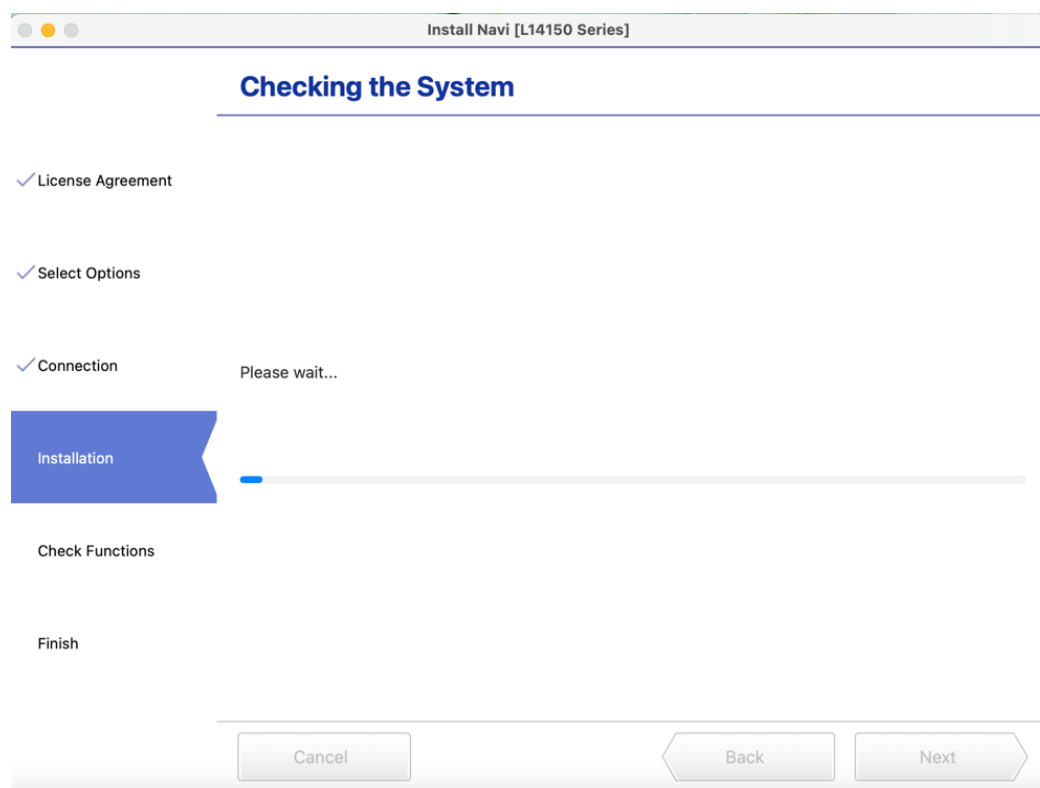 Install Navi [L14150 Series]
Checking the System
License Agreement
Select Options
Connection
Please wait...
Installation
Check Functions
Finish
Cancel
Back
Next